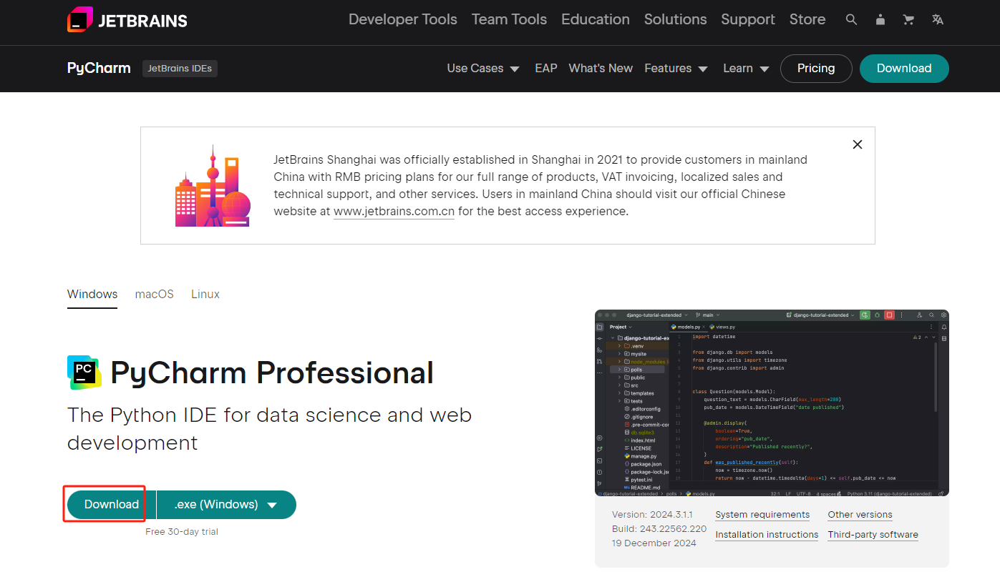 JETBRAINS
Developer Tools Team Tools Education Solutions Support Store
PyCharm JetBrains IDEs
Use Cases EAP What's New Features Learn Pricing Download
JetBrains Shanghai was officially established in Shanghai in 2021 to provide customers in mainland
China with RMB pricing plans for our full range of products, VAT invoicing, localized sales and
technical support, and other services. Users in mainland China should visit our official Chinese
website at www.jetbrains.com.cn for the best access experience.
Windows macOS Linux
PC PyCharm Professional
The Python IDE for data science and web
development
Download .exe (Windows)
Free 30-day trial
django-tutorial-extended main django-tutorial-extended
Project models.py views.py
django-tutorial-ex
.venv
mysite
node_modules
polls
public
src
templates
tests
.editorconfig
.gitignore
.pre-commit-cor
db.sqlite3
index.html
LICENSE
manage.py
package.json
package-lock.js
pytest.ini
README.md
import datetime
from django.db import models
from django.utils import timezone
from django.contrib import admin
class Question(models.Model):
question_text = models.CharField(max_length=200)
pub_date = models.DateTimeField("date published")
@admin.display(
boolean=True,
ordering="pub_date",
description="Published recently?",
)
def was_published_recently(self):
now = timezone.now()
return now - datetime.timedelta(days=1) <= self.pub_date <= now
django-tutorial-extended > polls > models.py 32:1 LF UTF-8 4 spaces Python 3.11 (django-tutorial-extended)
Version: 2024.3.1.1
Build: 243.22562.220
19 December 2024
System requirements Other versions
Installation instructions Third-party software